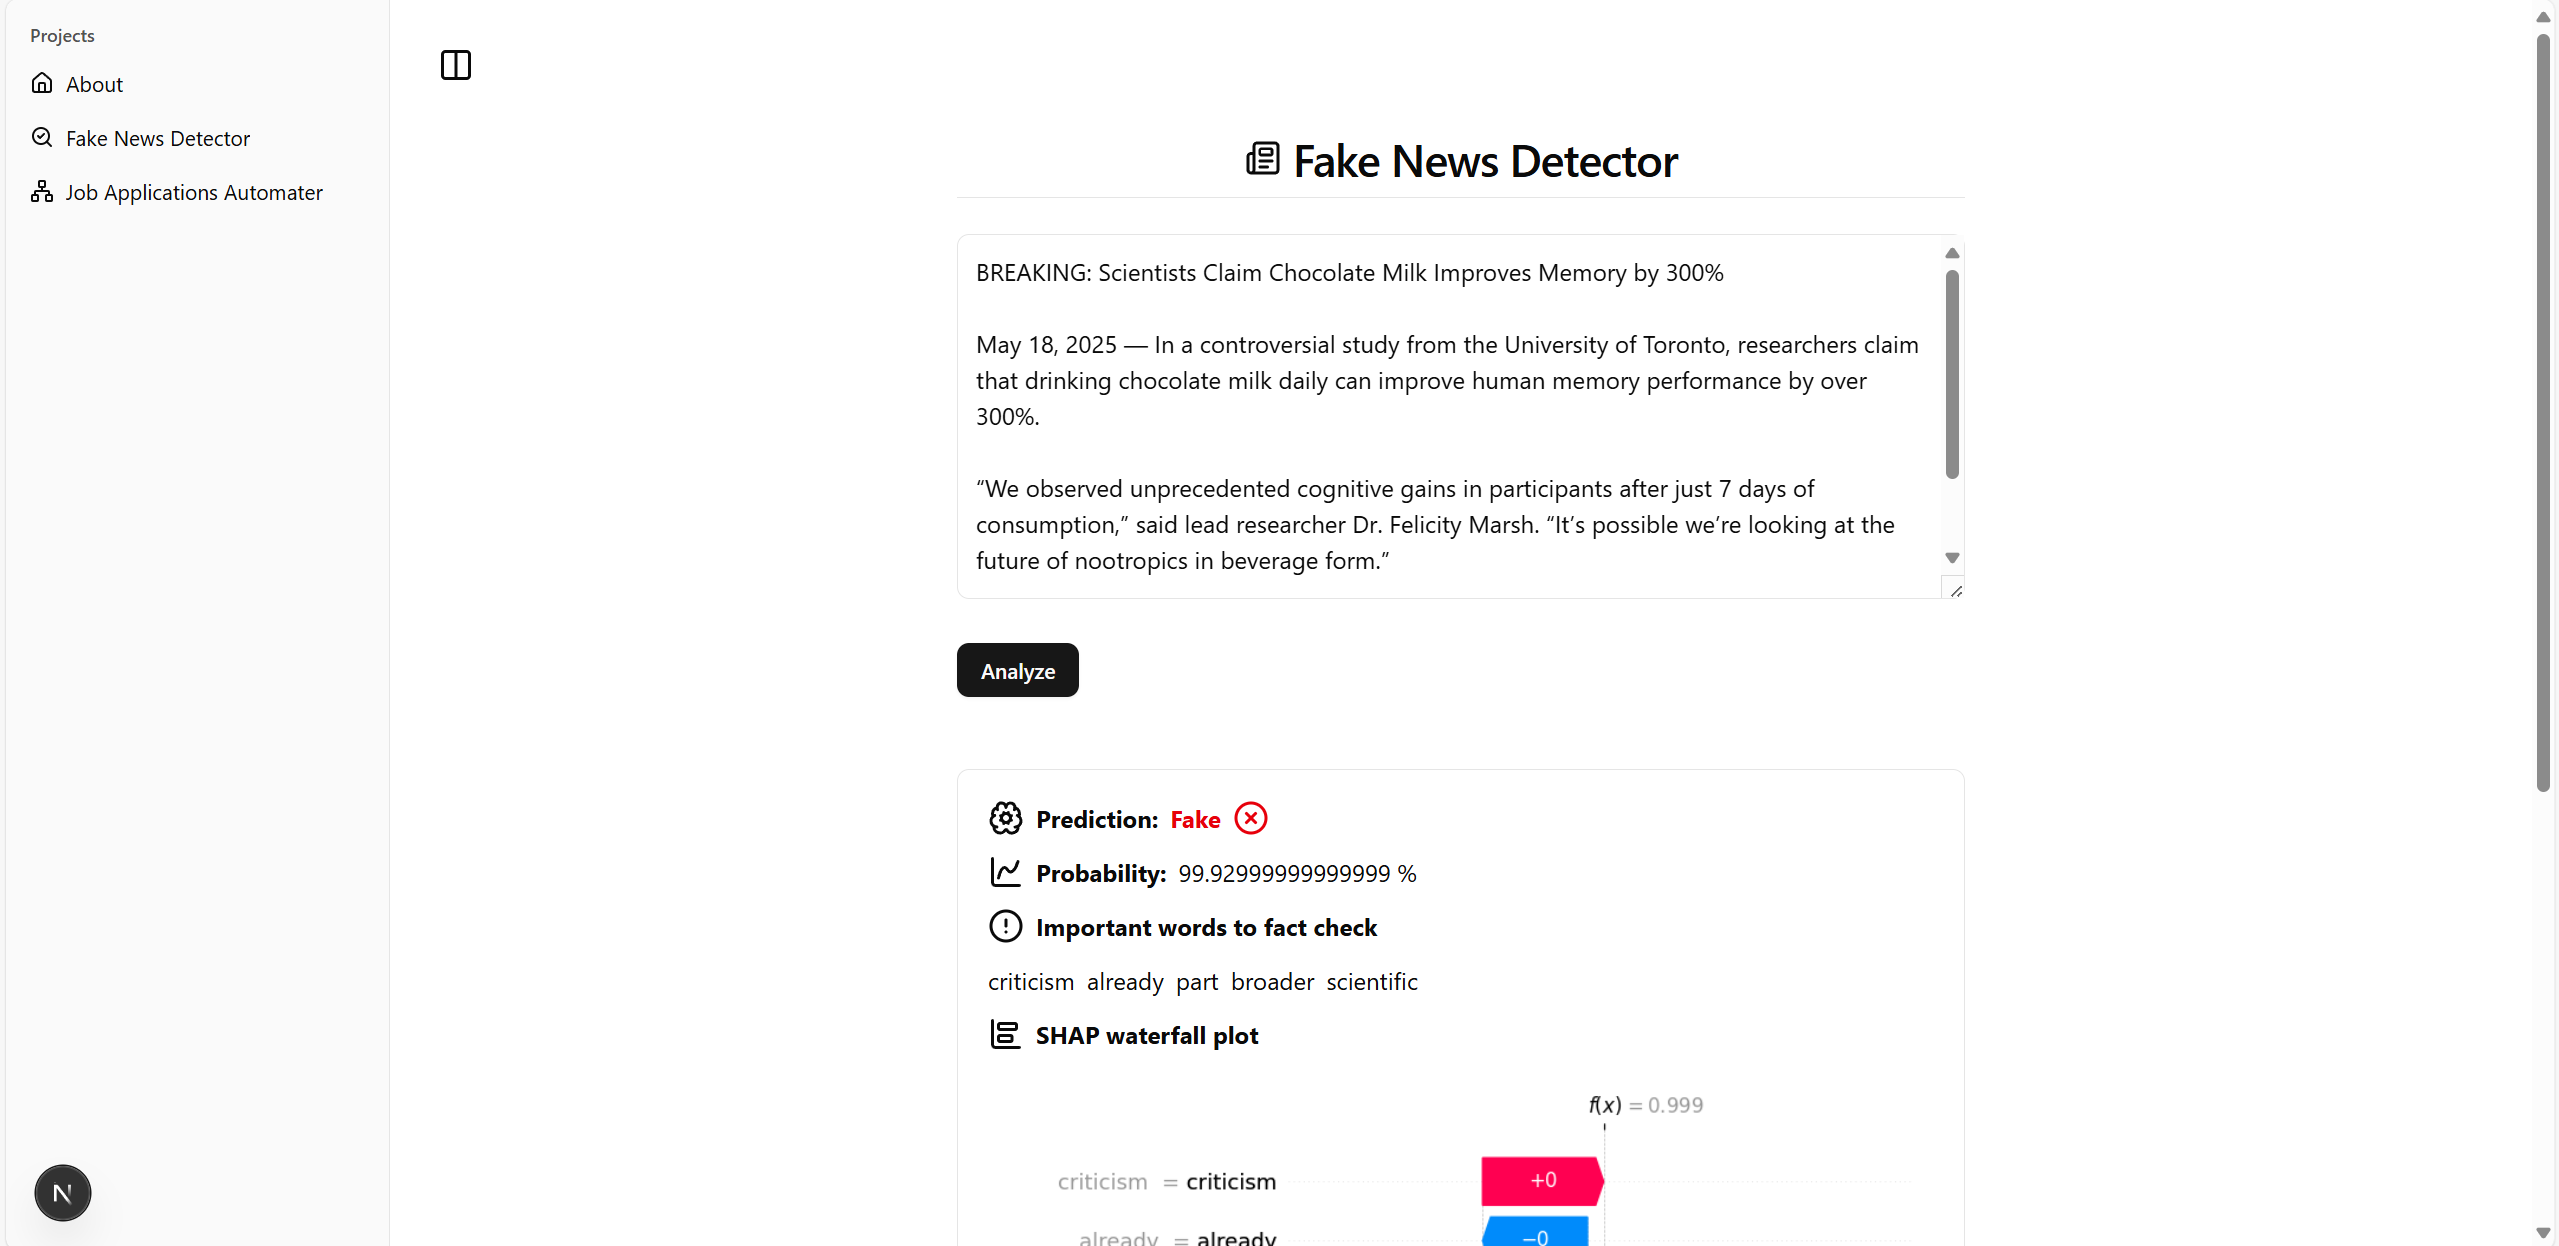 Projects
About
Fake News Detector
Job Applications Automater
Fake News Detector
BREAKING: Scientists Claim Chocolate Milk Improves Memory by 300%
May 18, 2025 — In a controversial study from the University of Toronto, researchers claim
that drinking chocolate milk daily can improve human memory performance by over
300%.
“We observed unprecedented cognitive gains in participants after just 7 days of
consumption,” said lead researcher Dr. Felicity Marsh. “It’s possible we’re looking at the
future of nootropics in beverage form.”
Analyze
Prediction: Fake
Probability: 99.92999999999999 %
Important words to fact check
criticism already part broader scientific
SHAP waterfall plot
f(x) = 0.999
criticism = criticism
+0
already = already
−0
N